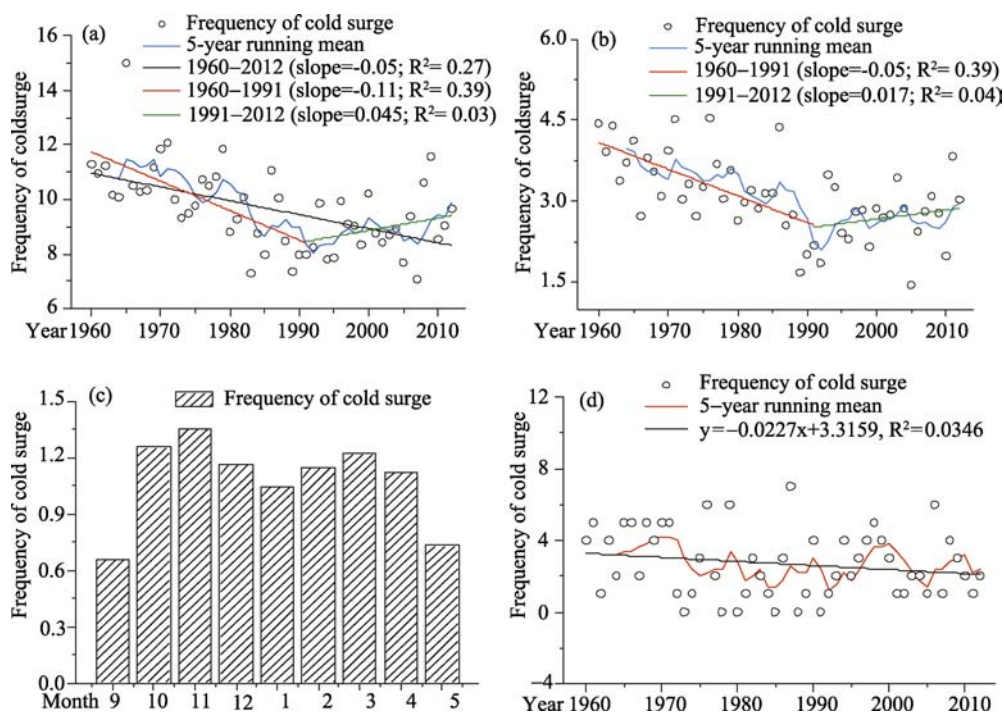 (a)
Frequency of cold surge
5-year running mean
1960–2012 (slope=-0.05; R²= 0.27)
1960–1991 (slope=-0.11; R²= 0.39)
1991–2012 (slope=0.045; R²= 0.03)
Frequency of coldsurge
16
14
12
10
8
6
Year 1960 1970 1980 1990 2000 2010
(b)
Frequency of cold surge
5-year running mean
1960–1991 (slope=-0.05; R²= 0.39)
1991–2012 (slope=0.017; R²= 0.04)
Frequency of coldsurge
6.0
4.5
3.0
1.5
Year 1960 1970 1980 1990 2000 2010
(c)
Frequency of cold surge
Frequency of cold surge
1.5
1.2
0.9
0.6
0.3
0.0
Month 9 10 11 12 1 2 3 4 5
(d)
Frequency of cold surge
5–year running mean
y=–0.0227x+3.3159, R²=0.0346
Frequency of cold surge
12
8
4
0
–4
Year 1960 1970 1980 1990 2000 2010